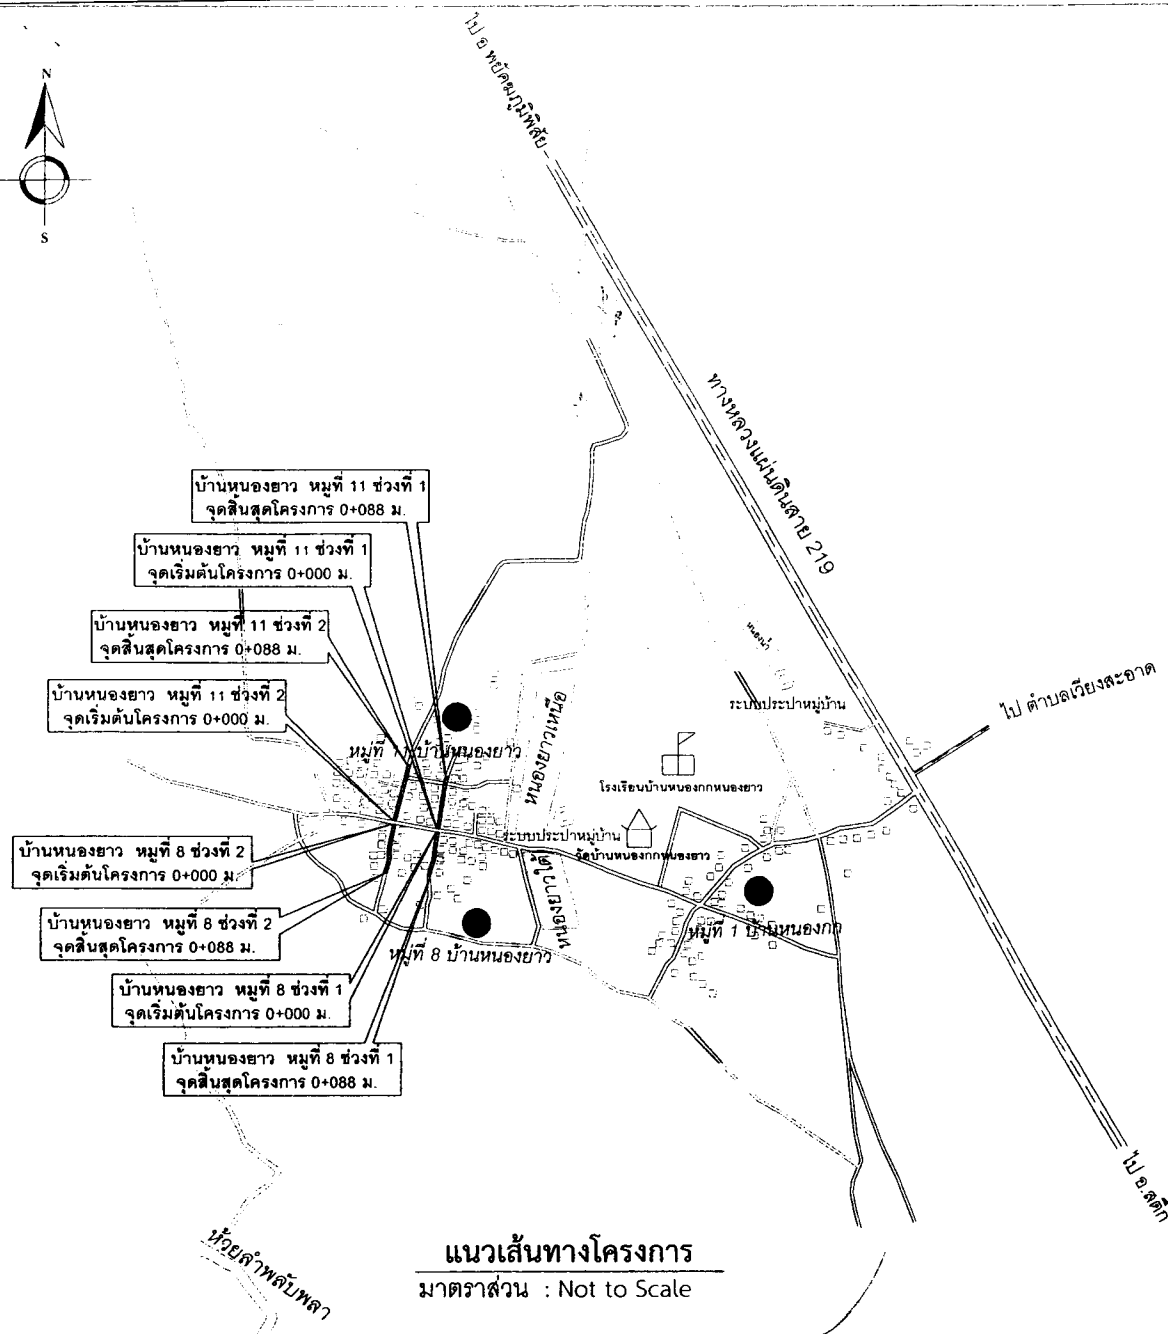 ไป อ พยัคฆภูมิพิสัย
N
S
ทางหลวงแผ่นดินสาย 219
บ้านหนองยาว หมู่ที่ 11 ช่วงที่ 1
จุดสิ้นสุดโครงการ 0+088 ม.
บ้านหนองยาว หมู่ที่ 11 ช่วงที่ 1
จุดเริ่มต้นโครงการ 0+000 ม.
บ้านหนองยาว หมู่ที่ 11 ช่วงที่ 2
จุดสิ้นสุดโครงการ 0+088 ม.
บ้านหนองยาว หมู่ที่ 11 ช่วงที่ 2
จุดเริ่มต้นโครงการ 0+000 ม.
ไป ตำบลเวียงสะอาด
ระบบประปาหมู่บ้าน
หมู่ที่ 11 บ้านหนองยาว
หนองยาวเหนือ
โรงเรียนบ้านหนองกกหนองยาว
ระบบประปาหมู่บ้าน
วัดบ้านหนองกกหนองยาว
บ้านหนองยาว หมู่ที่ 8 ช่วงที่ 2
จุดเริ่มต้นโครงการ 0+000 ม.
บ้านหนองยาว หมู่ที่ 8 ช่วงที่ 2
จุดสิ้นสุดโครงการ 0+088 ม.
หนองยาวใต้
หมู่ที่ 1 บ้านหนองกก
หมู่ที่ 8 บ้านหนองยาว
บ้านหนองยาว หมู่ที่ 8 ช่วงที่ 1
จุดเริ่มต้นโครงการ 0+000 ม.
บ้านหนองยาว หมู่ที่ 8 ช่วงที่ 1
จุดสิ้นสุดโครงการ 0+088 ม.
ไป อ.สตึก
ห้วยลำพลับพลา
แนวเส้นทางโครงการ
มาตราส่วน : Not to Scale